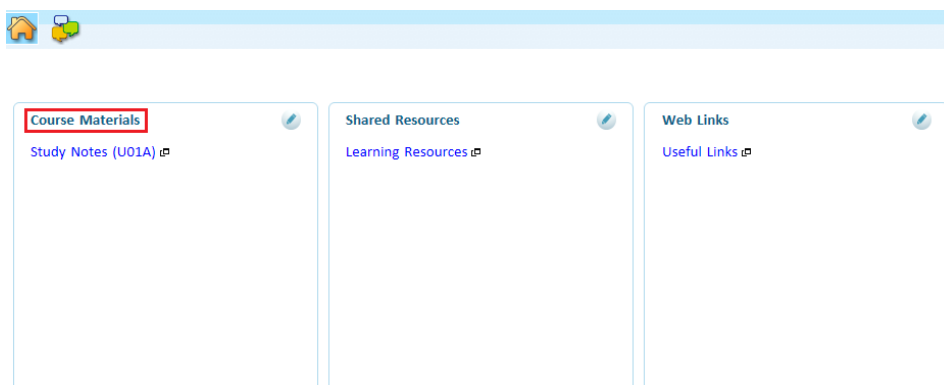 Course Materials
Study Notes (U01A)
Shared Resources
Learning Resources
Web Links
Useful Links